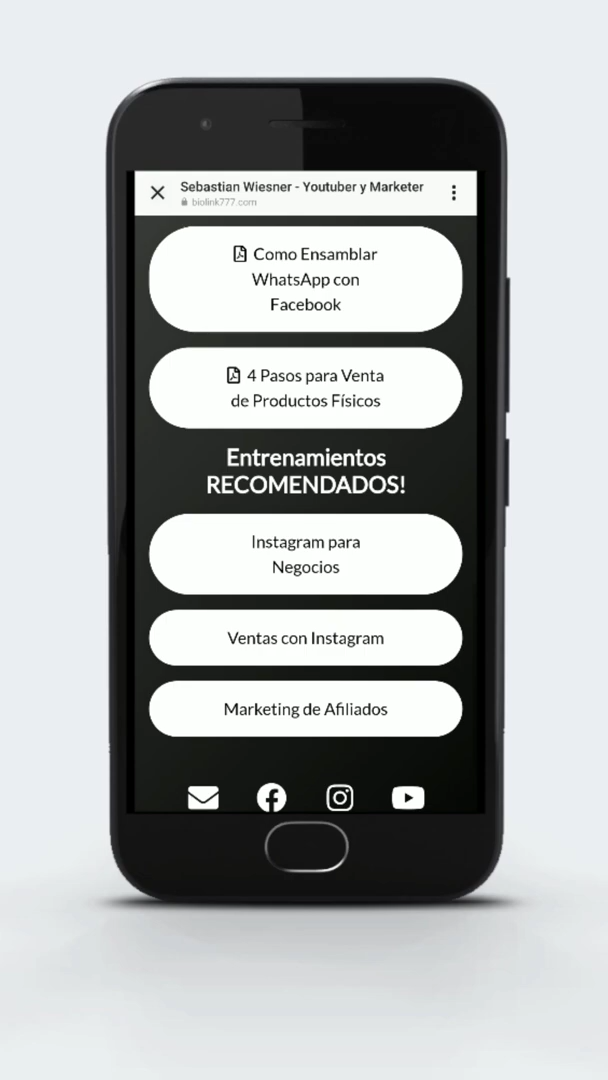 Sebastian Wiesner - Youtuber y Marketer
biolink777.com
Como Ensamblar
WhatsApp con
Facebook
4 Pasos para Venta
de Productos Físicos
Entrenamientos
RECOMENDADOS!
Instagram para
Negocios
Ventas con Instagram
Marketing de Afiliados